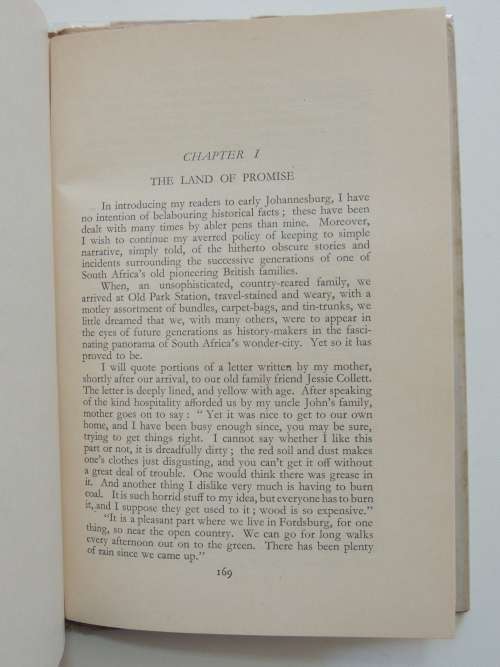 CHAPTER I
THE LAND OF PROMISE
In introducing my readers to early Johannesburg, I have
no intention of belabouring historical facts; these have been
dealt with many times by abler pens than mine. Moreover,
I wish to continue my averred policy of keeping to simple
narrative, simply told, of the hitherto obscure stories and
incidents surrounding the successive generations of one of
South Africa's old pioneering British families.
When, an unsophisticated, country-reared family, we
arrived at Old Park Station, travel-stained and weary, with a
motley assortment of bundles, carpet-bags, and tin-trunks, we
little dreamed that we, with many others, were to appear in
the eyes of future generations as history-makers in the fasci-
nating panorama of South Africa's wonder-city. Yet so it has
proved to be.
I will quote portions of a letter written by my mother,
shortly after our arrival, to our old family friend Jessie Collett.
The letter is deeply lined, and yellow with age. After speaking
of the kind hospitality afforded us by my uncle John's family,
mother goes on to say: "Yet it was nice to get to our own
home, and I have been busy enough since, you may be sure,
trying to get things right. I cannot say whether I like this
part or not, it is dreadfully dirty; the red soil and dust makes
one's clothes just disgusting, and you can't get it off without
a great deal of trouble. One would think there was grease in
it. And another thing I dislike very much is having to burn
coal. It is such horrid stuff to my idea, but everyone has to burn
it, and I suppose they get used to it; wood is so expensive."
"It is a pleasant part where we live in Fordsburg, for one
thing, so near the open country. We can go for long walks
every afternoon out on to the green. There has been plenty
of rain since we came up."
169